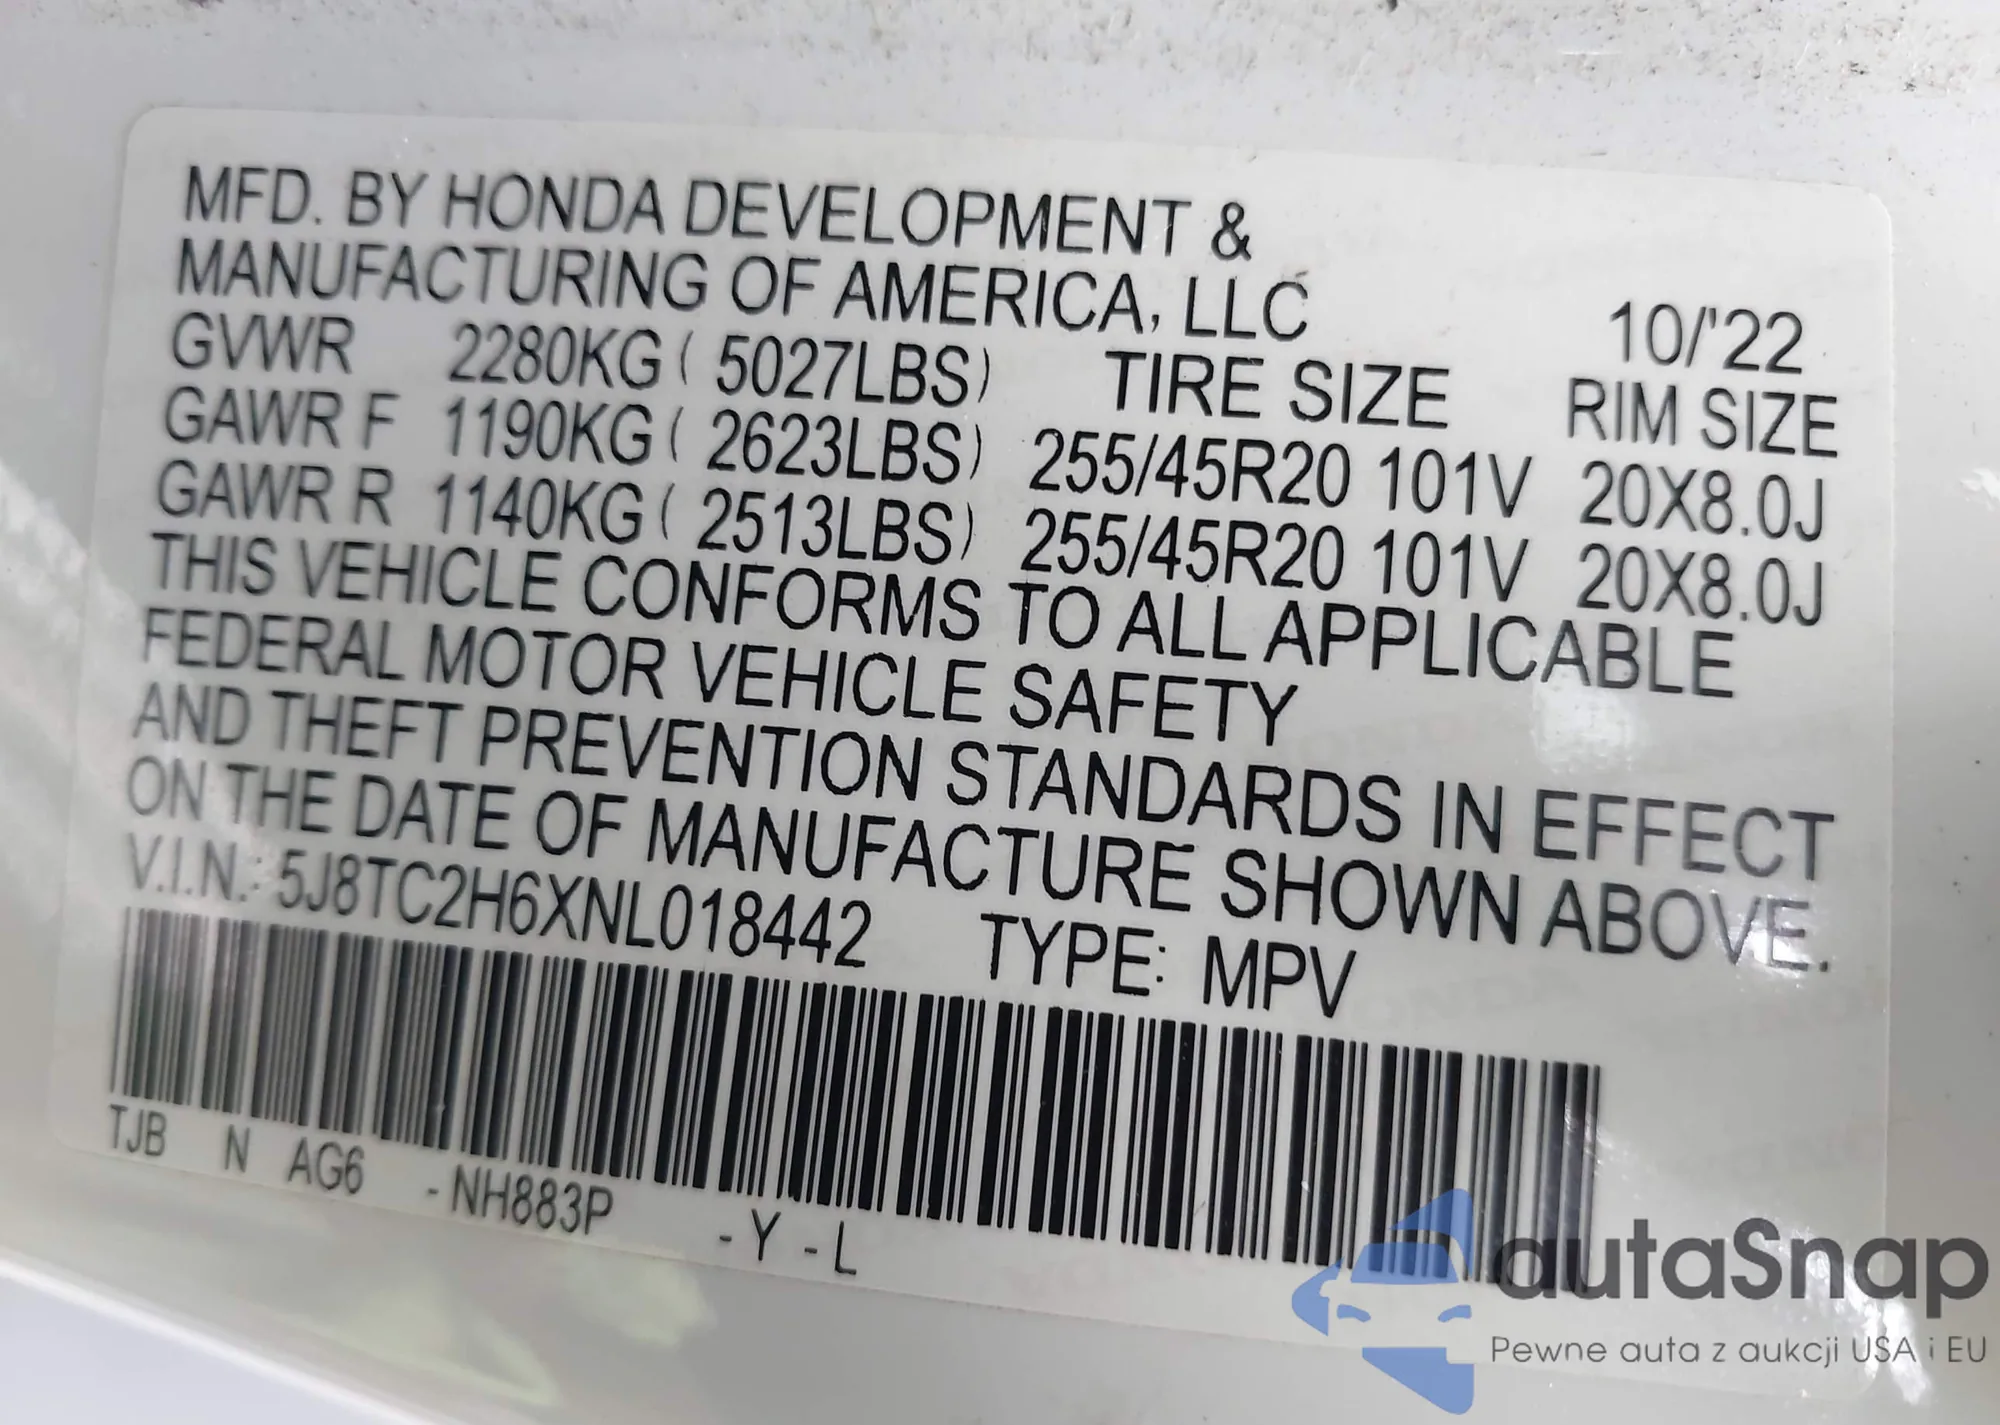 MFD. BY HONDA DEVELOPMENT &
MANUFACTURING OF AMERICA, LLC 10/'22
GVWR 2280KG ( 5027LBS) TIRE SIZE RIM SIZE
GAWR F 1190KG ( 2623LBS) 255/45R20 101V 20X8.0J
GAWR R 1140KG ( 2513LBS) 255/45R20 101V 20X8.0J
THIS VEHICLE CONFORMS TO ALL APPLICABLE
FEDERAL MOTOR VEHICLE SAFETY
AND THEFT PREVENTION STANDARDS IN EFFECT
ON THE DATE OF MANUFACTURE SHOWN ABOVE.
V.I.N.: 5J8TC2H6XNL018442 TYPE: MPV
TJB N AG6 -NH883P -Y -L
autaSnap
Pewne auta z aukcji USA i EU